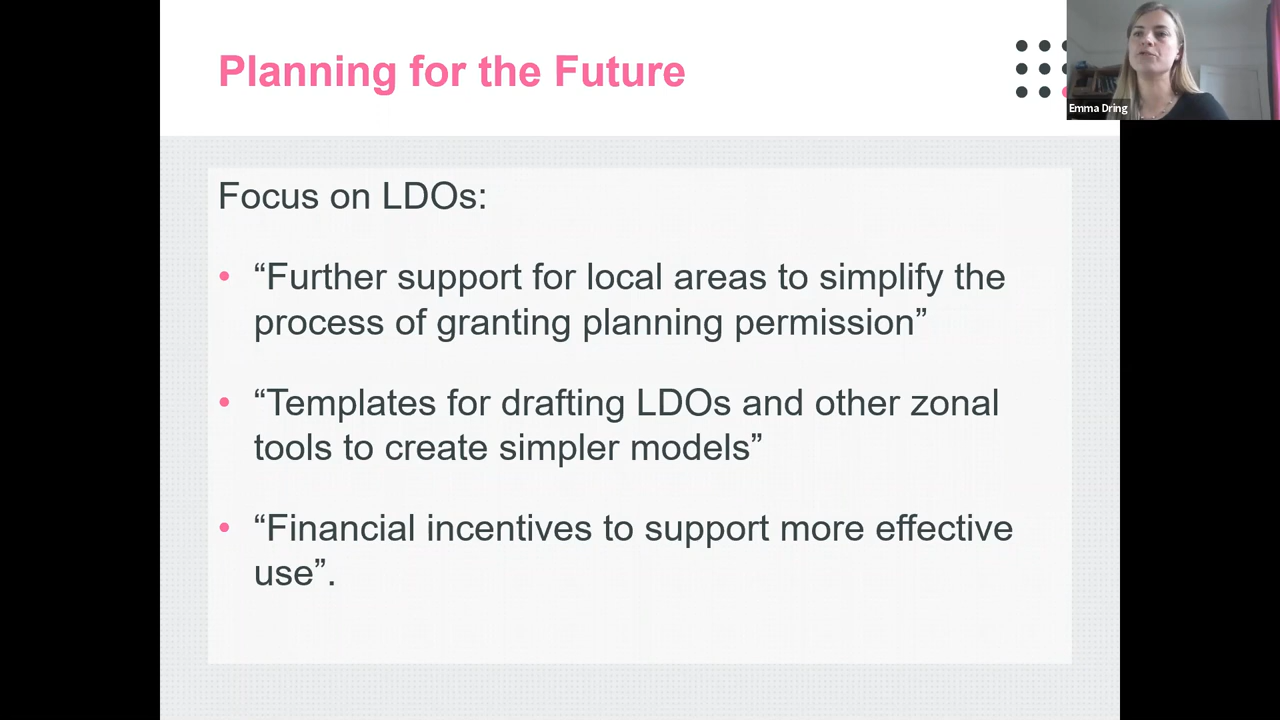 Planning for the Future
Emma Dring
Focus on LDOs:
• “Further support for local areas to simplify the
process of granting planning permission”
• “Templates for drafting LDOs and other zonal
tools to create simpler models”
• “Financial incentives to support more effective
use”.